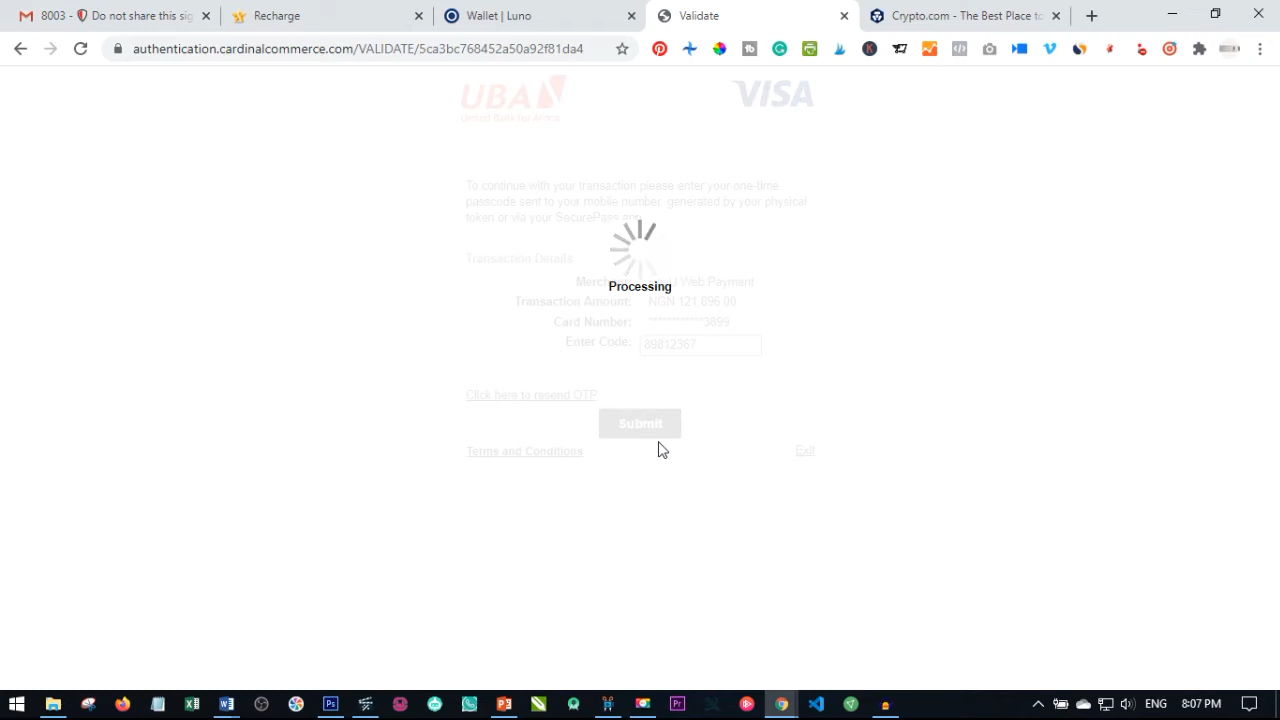 8003 - Do not share this sig
Recharge
Wallet | Luno
Validate
Crypto.com - The Best Place to
authentication.cardinalcommerce.com/VALIDATE/5ca3bc768452a50a92f81da4
UBA
United Bank for Africa
VISA
To continue with your transaction please enter your one-time
passcode sent to your mobile number, generated by your physical
token or via your SecurePass app
Transaction Details
U Web Payment
Processing
Transaction Amount: NGN 121,896.00
Card Number: ************3899
Enter Code: 89812367
Click here to resend OTP
Submit
Terms and Conditions
Exit
ENG
8:07 PM